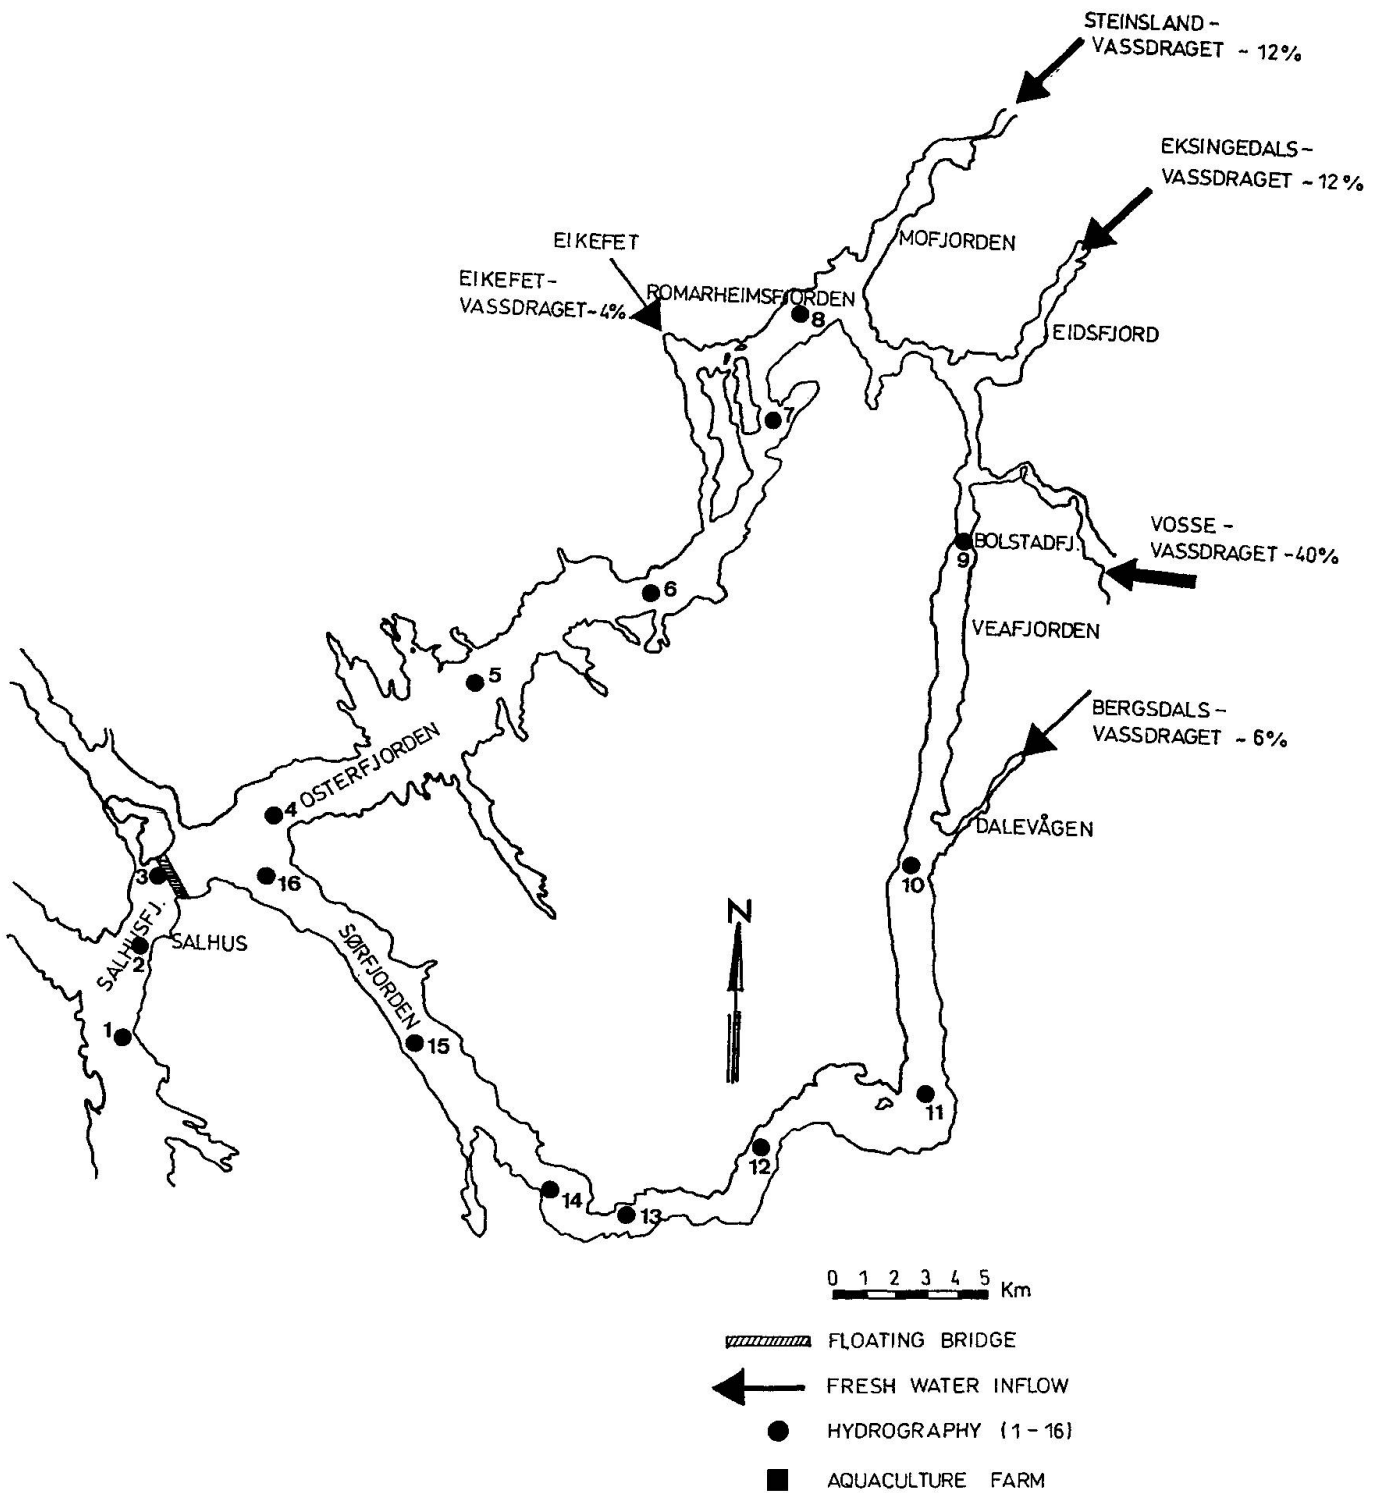 STEINSLAND-
VASSDRAGET ~ 12%
EKSINGEDALS-
VASSDRAGET ~12%
EIKEFET
MOFJORDEN
EIKEFET-
VASSDRAGET~4%
ROMARHEIMSFJORDEN
8
EIDSFJORD
7
VOSSE-
VASSDRAGET ~40%
BOLSTADFJ.
9
6
VEAFJORDEN
5
BERGSDALS-
VASSDRAGET ~ 6%
OSTERFJORDEN
4
DALEVÅGEN
3
16
10
N
SALHUSFJ.
SALHUS
2
SØRFJORDEN
1
15
11
12
14
13
0 1 2 3 4 5 Km
FLOATING BRIDGE
FRESH WATER INFLOW
HYDROGRAPHY (1-16)
AQUACULTURE FARM